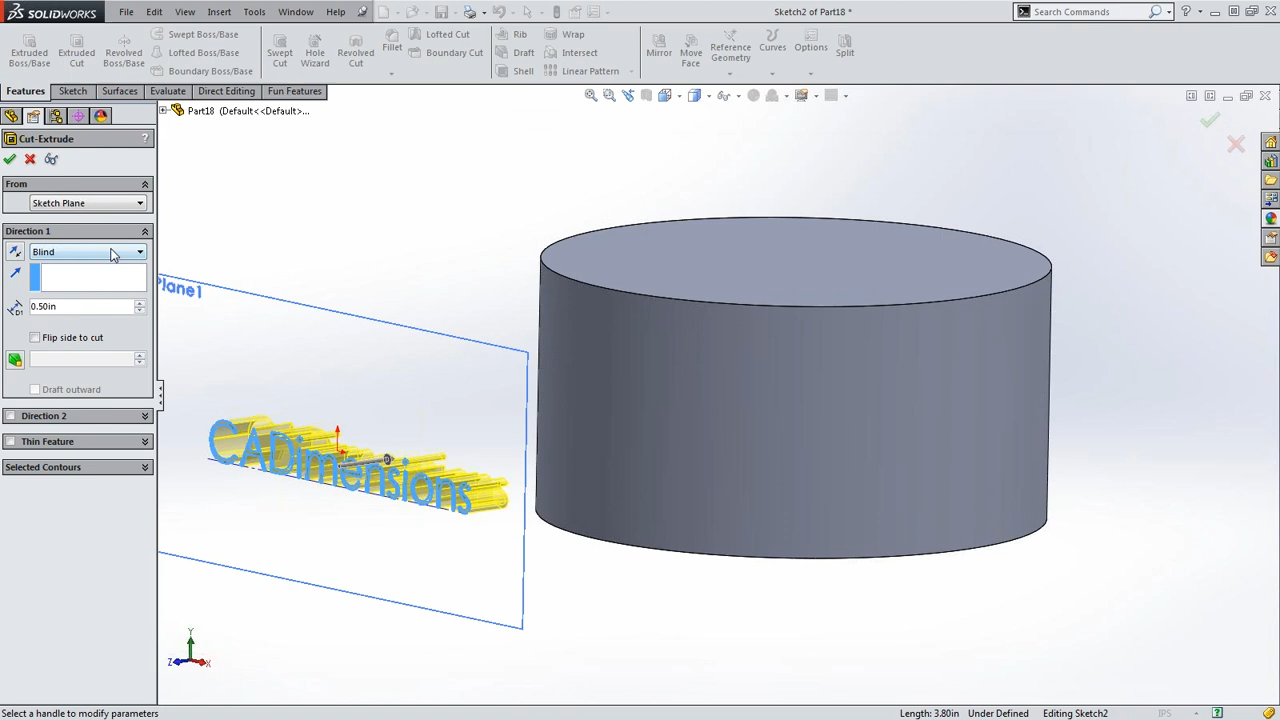 SOLIDWORKS
File Edit View Insert Tools Window Help
Sketch2 of Part18 *
Search Commands
Extruded Boss/Base
Extruded Cut
Revolved Boss/Base
Swept Boss/Base
Lofted Boss/Base
Boundary Boss/Base
Swept Cut
Hole Wizard
Revolved Cut
Fillet
Lofted Cut
Boundary Cut
Rib
Draft
Shell
Wrap
Intersect
Linear Pattern
Mirror
Move Face
Reference Geometry
Curves
Options
Split
Features Sketch Surfaces Evaluate Direct Editing Fun Features
Part18 (Default<<Default>...
Cut-Extrude
?
From
Sketch Plane
Direction 1
Blind
D1
0.50in
Flip side to cut
Draft outward
Direction 2
Thin Feature
Selected Contours
Plane1
CADimensions
Y
Z
X
Select a handle to modify parameters
Length: 3.80in Under Defined Editing Sketch2 IPS ?